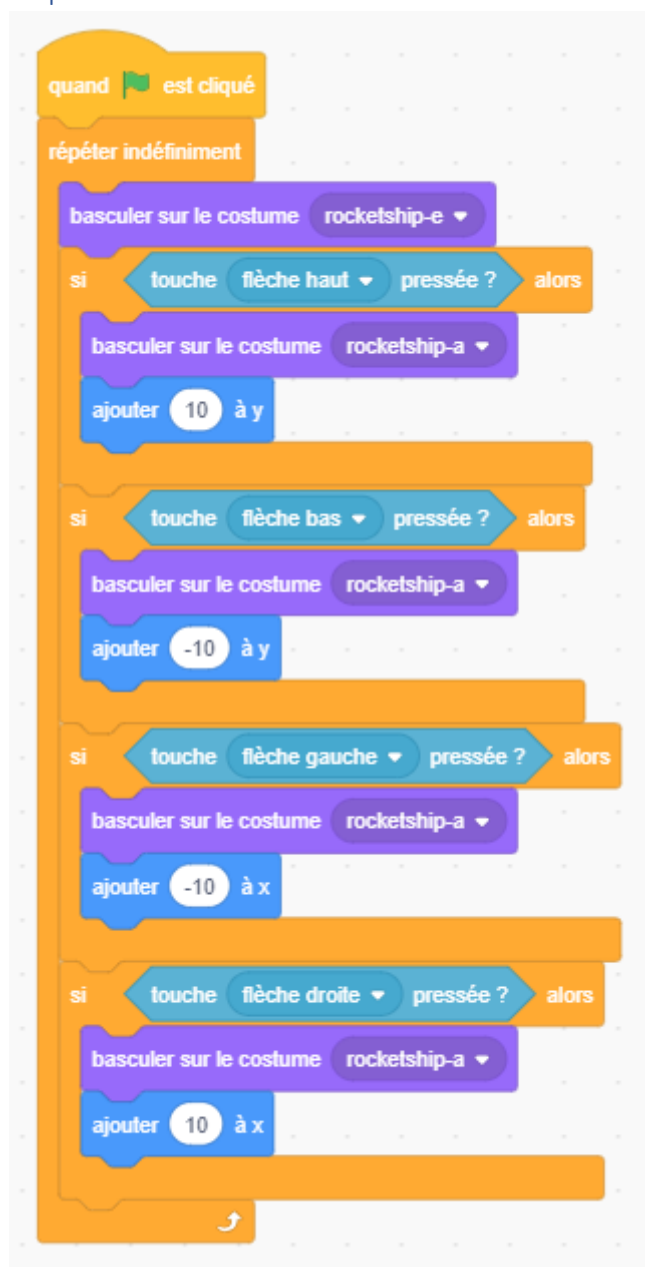 quand est cliqué
répéter indéfiniment
basculer sur le costume rocketship-e
si touche flèche haut pressée ? alors
basculer sur le costume rocketship-a
ajouter 10 à y
si touche flèche bas pressée ? alors
basculer sur le costume rocketship-a
ajouter -10 à y
si touche flèche gauche pressée ? alors
basculer sur le costume rocketship-a
ajouter -10 à x
si touche flèche droite pressée ? alors
basculer sur le costume rocketship-a
ajouter 10 à x